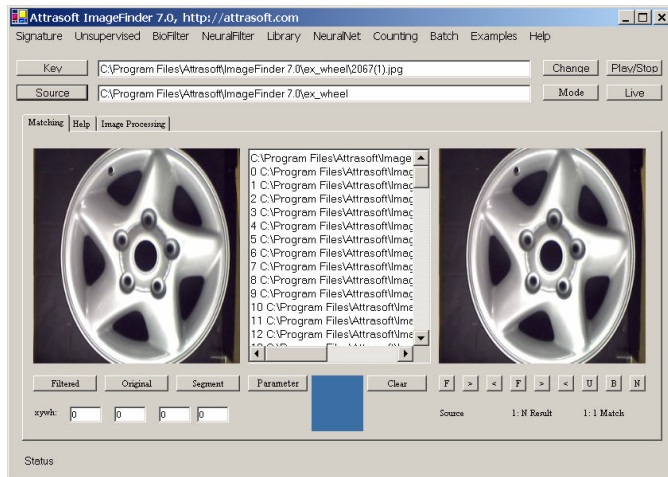 Attrasoft ImageFinder 7.0, http://attrasoft.com
Signature Unsupervised BioFilter NeuralFilter Library NeuralNet Counting Batch Examples Help
Key C:\Program Files\Attrasoft\ImageFinder 7.0\ex_wheel\2067(1).jpg Change Play/Stop
Source C:\Program Files\Attrasoft\ImageFinder 7.0\ex_wheel Mode Live
Matching Help Image Processing
C:\Program Files\Attrasoft\Image
0 C:\Program Files\Attrasoft\Imag
1 C:\Program Files\Attrasoft\Imag
2 C:\Program Files\Attrasoft\Imag
3 C:\Program Files\Attrasoft\Imag
4 C:\Program Files\Attrasoft\Imag
5 C:\Program Files\Attrasoft\Imag
6 C:\Program Files\Attrasoft\Imag
7 C:\Program Files\Attrasoft\Imag
8 C:\Program Files\Attrasoft\Imag
9 C:\Program Files\Attrasoft\Imag
10 C:\Program Files\Attrasoft\Ima
11 C:\Program Files\Attrasoft\Ima
12 C:\Program Files\Attrasoft\Ima
Filtered Original Segment Parameter Clear F > < F > < U B N
xywh: 0 0 0 0 Source 1: N Result 1: 1 Match
Status